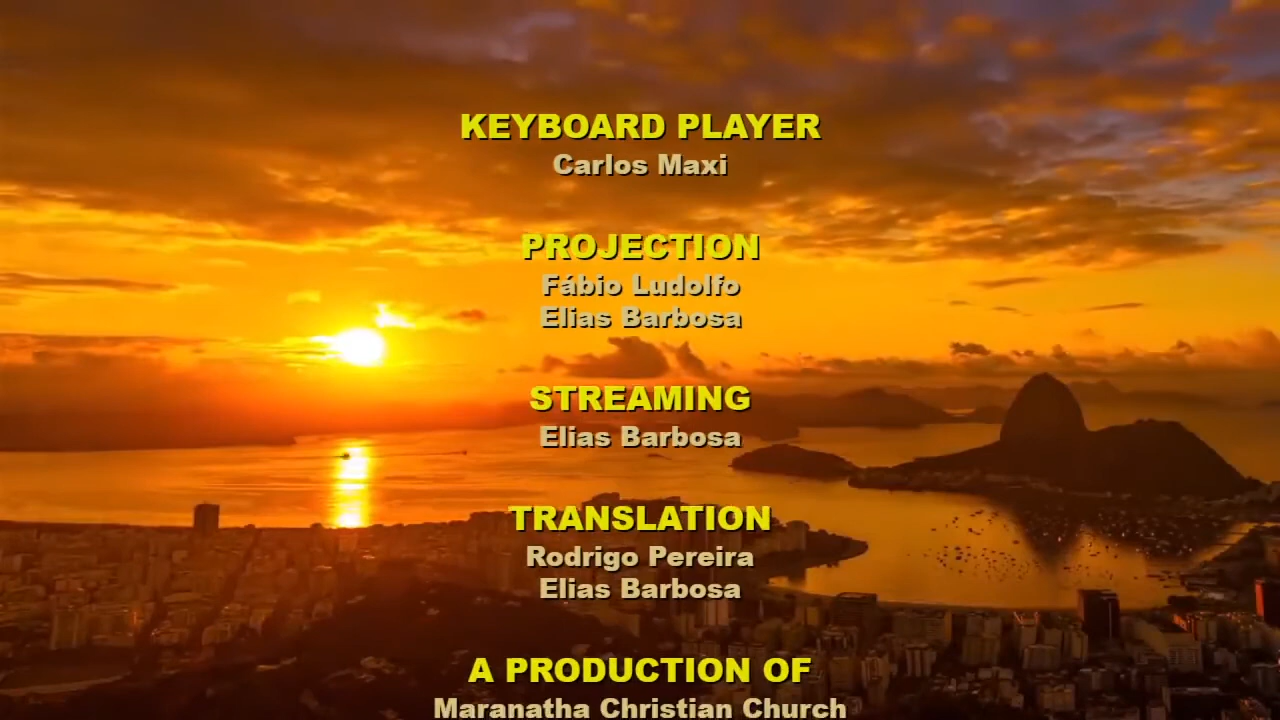 KEYBOARD PLAYER
Carlos Maxi
PROJECTION
Fábio Ludolfo
Elias Barbosa
STREAMING
Elias Barbosa
TRANSLATION
Rodrigo Pereira
Elias Barbosa
A PRODUCTION OF
Maranatha Christian Church